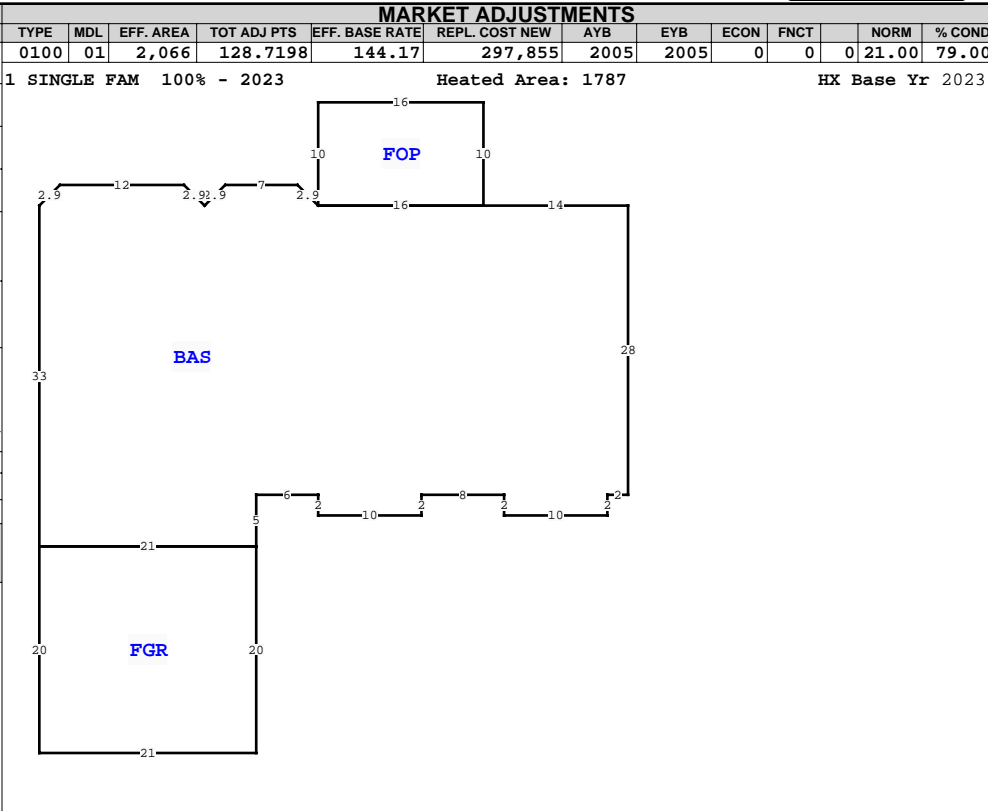 MARKET ADJUSTMENTS
TYPE MDL EFF. AREA TOT ADJ PTS EFF. BASE RATE REPL. COST NEW AYB EYB ECON FNCT NORM % COND
0100 01 2,066 128.7198 144.17 297,855 2005 2005 0 0 0 21.00 79.00
1 SINGLE FAM 100% - 2023 Heated Area: 1787 HX Base Yr 2023
16
10 FOP 10
12 7
2.9 2.9 2.9 2.9
16 14
BAS 28
33
6 8 2
2 2 2 2
10 10
5
21
20 FGR 20
21